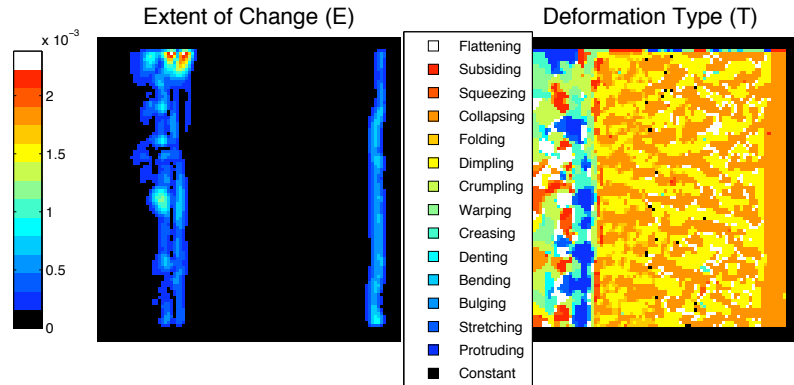 Extent of Change (E)
Deformation Type (T)
x 10⁻³
2
1.5
1
0.5
0
Flattening
Subsiding
Squeezing
Collapsing
Folding
Dimpling
Crumpling
Warping
Creasing
Denting
Bending
Bulging
Stretching
Protruding
Constant